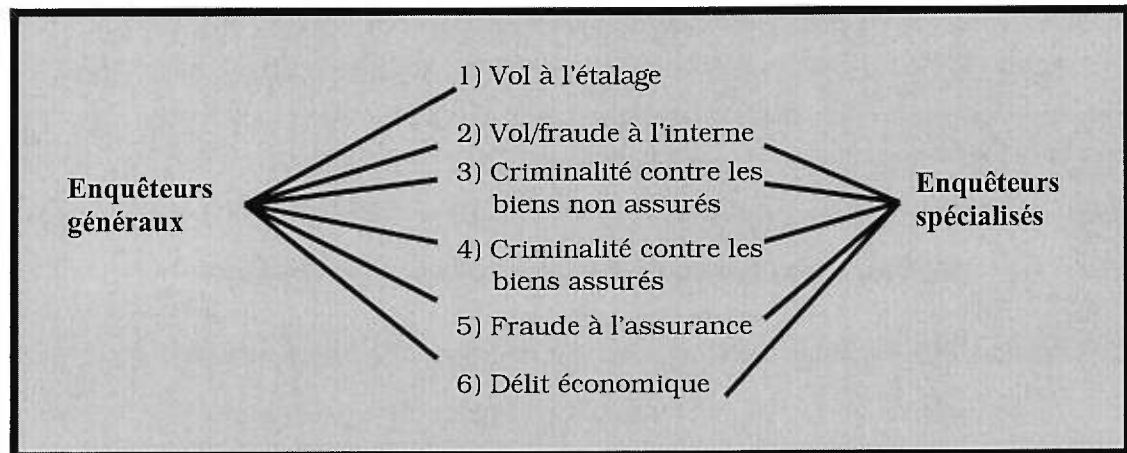 1) Vol à l'étalage
2) Vol/fraude à l'interne
3) Criminalité contre les
biens non assurés
4) Criminalité contre les
biens assurés
5) Fraude à l'assurance
6) Délit économique
Enquêteurs
généraux
Enquêteurs
spécialisés